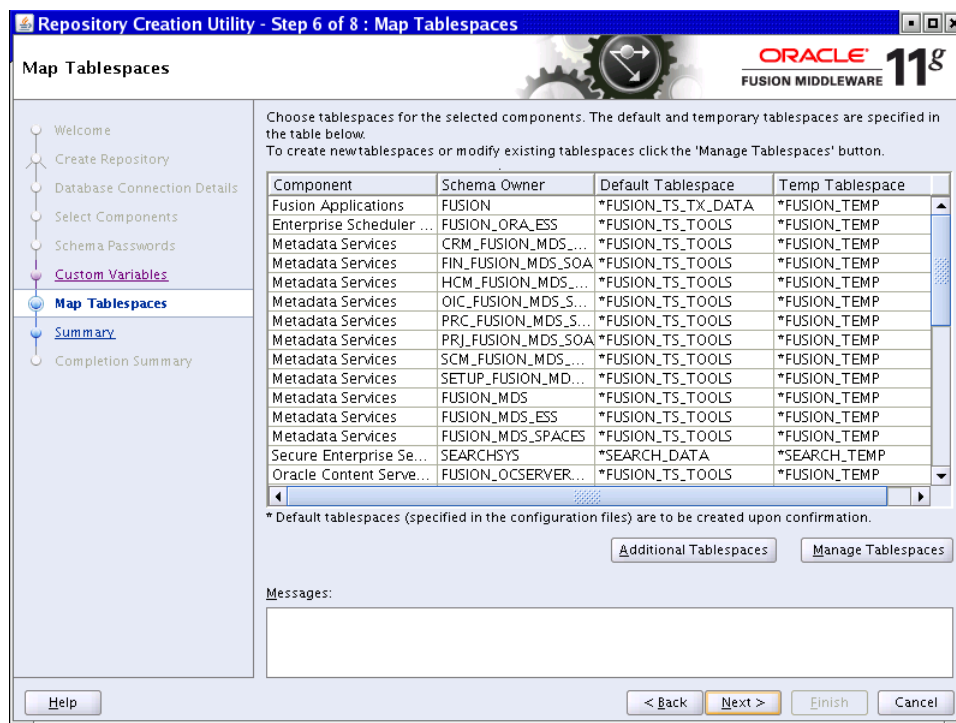 Repository Creation Utility - Step 6 of 8 : Map Tablespaces
Map Tablespaces
ORACLE
FUSION MIDDLEWARE
11g
Welcome
Create Repository
Database Connection Details
Select Components
Schema Passwords
Custom Variables
Map Tablespaces
Summary
Completion Summary
Choose tablespaces for the selected components. The default and temporary tablespaces are specified in
the table below.
To create new tablespaces or modify existing tablespaces click the 'Manage Tablespaces' button.
Component Schema Owner Default Tablespace Temp Tablespace
Fusion Applications FUSION *FUSION_TS_TX_DATA *FUSION_TEMP
Enterprise Scheduler ... FUSION_ORA_ESS *FUSION_TS_TOOLS *FUSION_TEMP
Metadata Services CRM_FUSION_MDS_... *FUSION_TS_TOOLS *FUSION_TEMP
Metadata Services FIN_FUSION_MDS_SOA *FUSION_TS_TOOLS *FUSION_TEMP
Metadata Services HCM_FUSION_MDS_... *FUSION_TS_TOOLS *FUSION_TEMP
Metadata Services OIC_FUSION_MDS_S... *FUSION_TS_TOOLS *FUSION_TEMP
Metadata Services PRC_FUSION_MDS_S... *FUSION_TS_TOOLS *FUSION_TEMP
Metadata Services PRJ_FUSION_MDS_SOA *FUSION_TS_TOOLS *FUSION_TEMP
Metadata Services SCM_FUSION_MDS_... *FUSION_TS_TOOLS *FUSION_TEMP
Metadata Services SETUP_FUSION_MD... *FUSION_TS_TOOLS *FUSION_TEMP
Metadata Services FUSION_MDS *FUSION_TS_TOOLS *FUSION_TEMP
Metadata Services FUSION_MDS_ESS *FUSION_TS_TOOLS *FUSION_TEMP
Metadata Services FUSION_MDS_SPACES *FUSION_TS_TOOLS *FUSION_TEMP
Secure Enterprise Se... SEARCHSYS *SEARCH_DATA *SEARCH_TEMP
Oracle Content Serve... FUSION_OCSERVER... *FUSION_TS_TOOLS *FUSION_TEMP
* Default tablespaces (specified in the configuration files) are to be created upon confirmation.
Additional Tablespaces Manage Tablespaces
Messages:
Help < Back Next > Finish Cancel